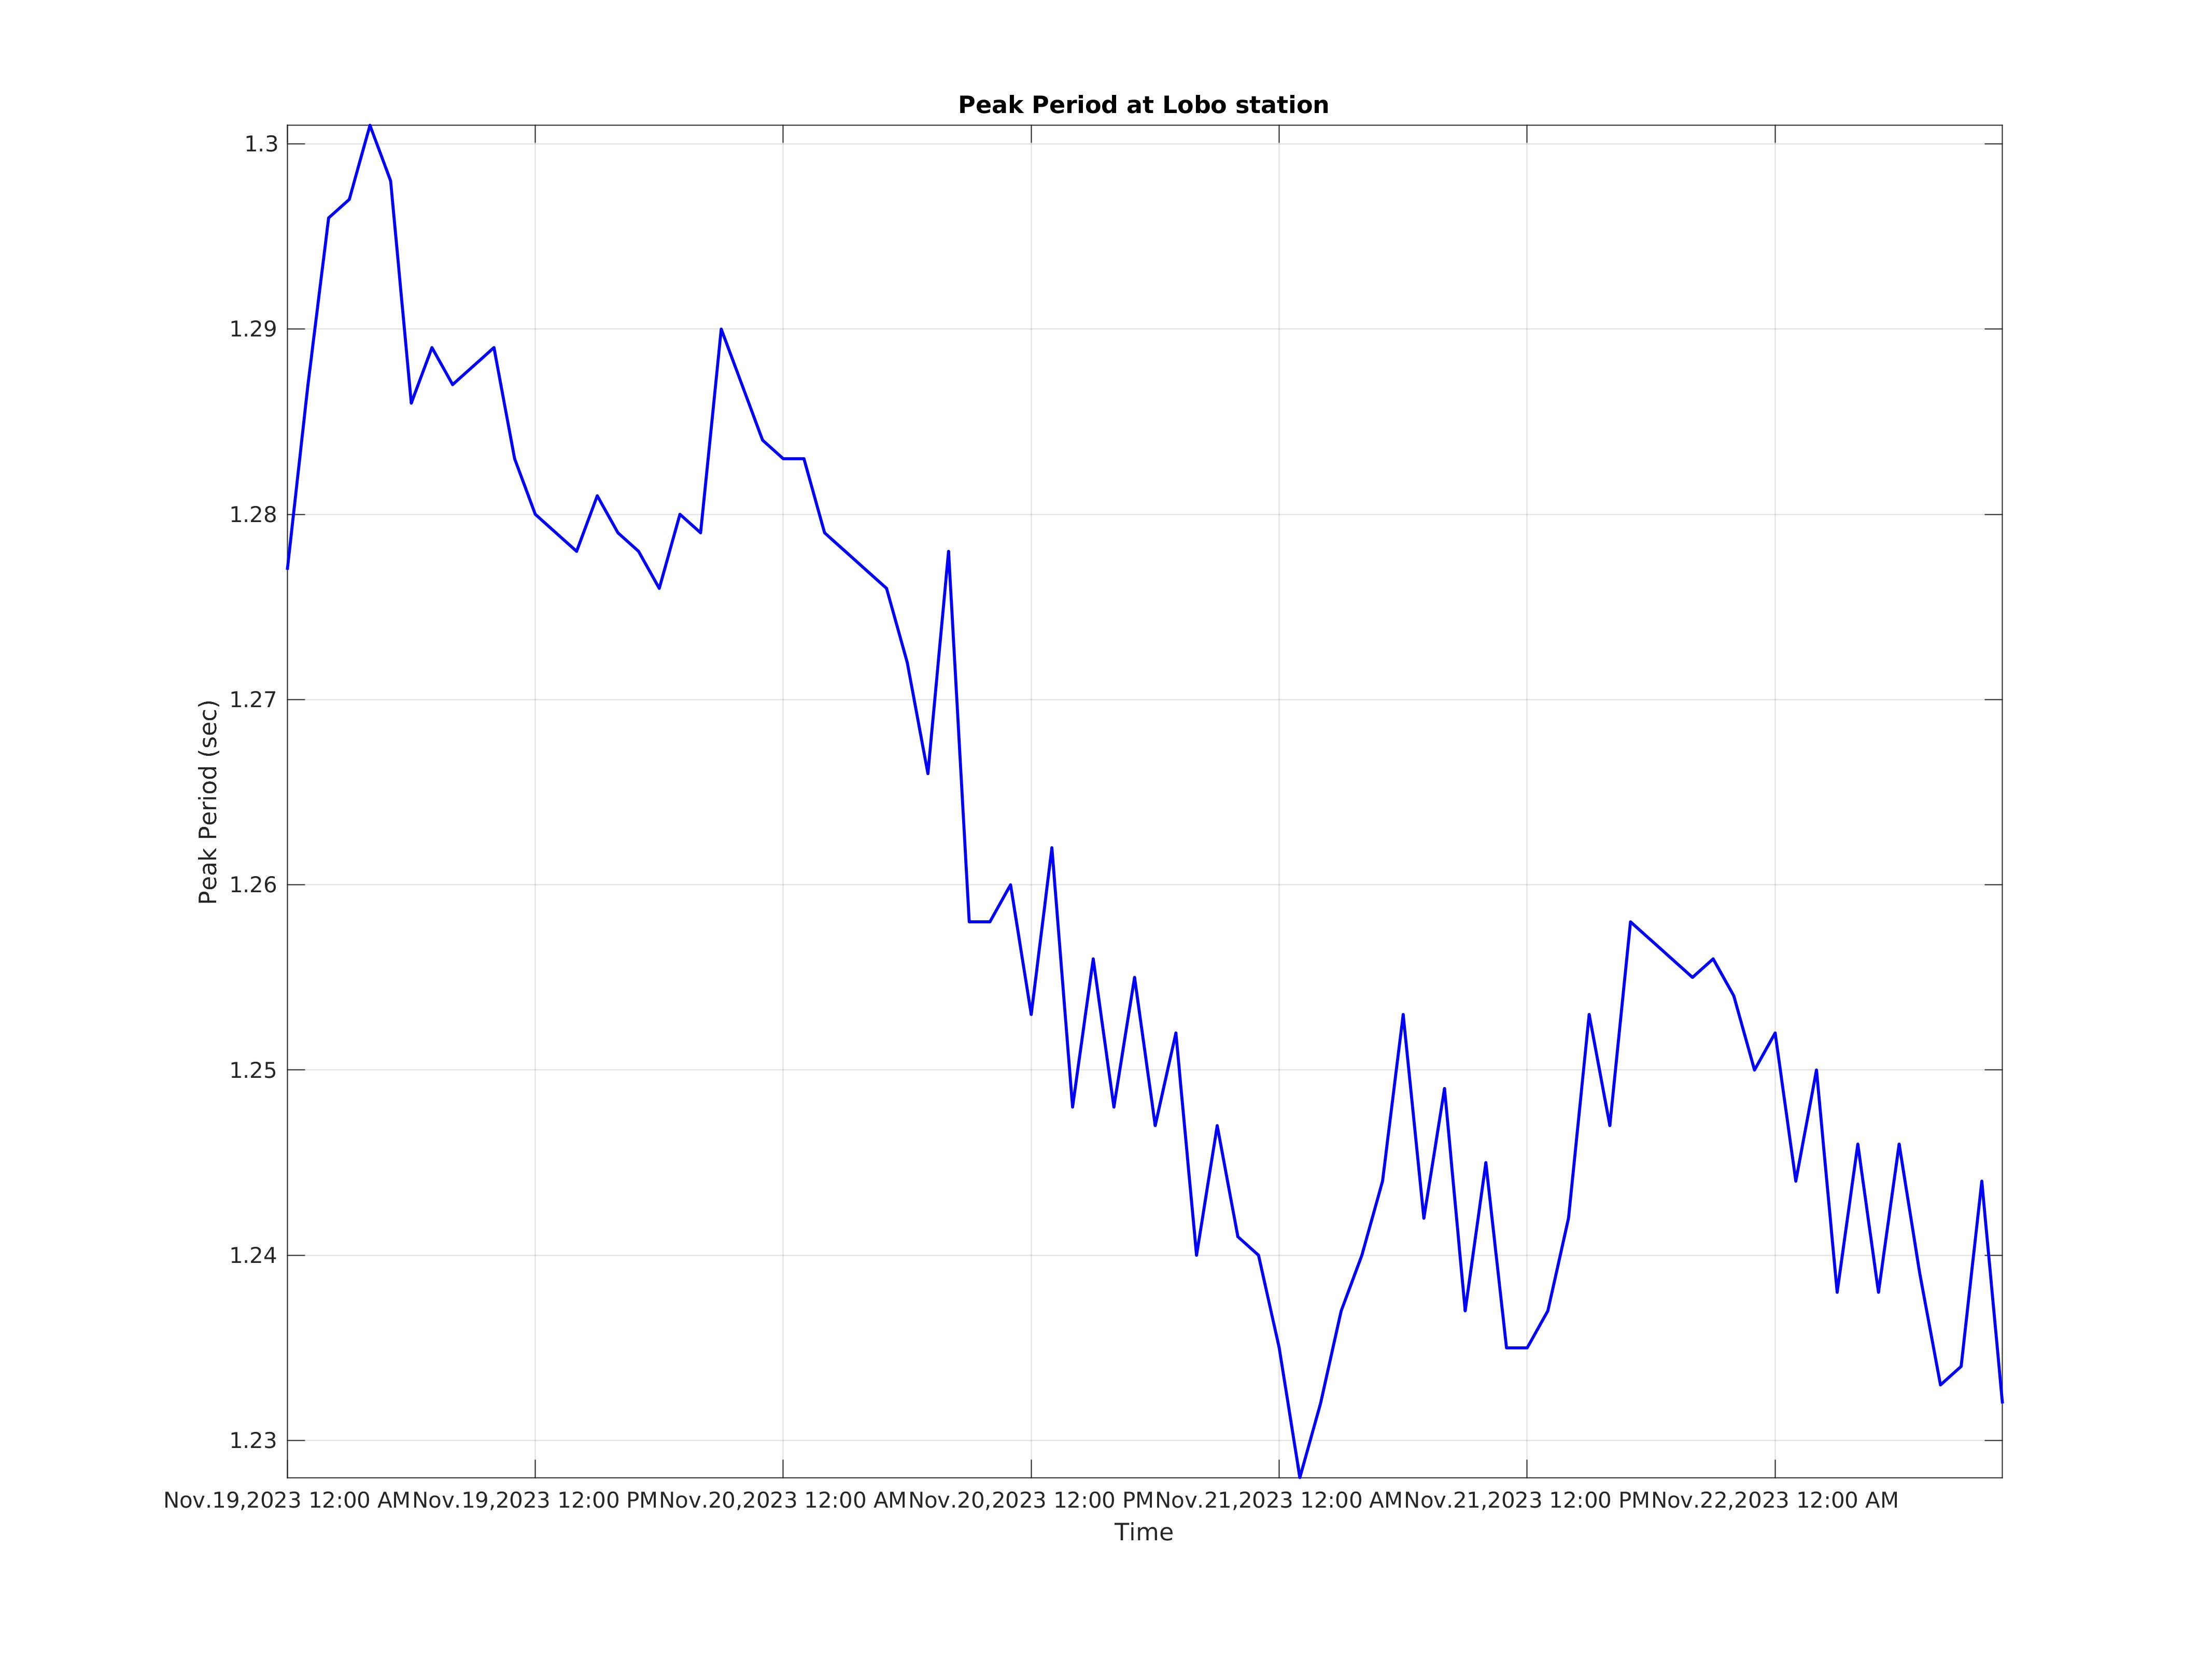 Peak Period at Lobo station
1.3
1.29
1.28
1.27
1.26
1.25
1.24
1.23
Peak Period (sec)
Nov.19,2023 12:00 AM Nov.19,2023 12:00 PM Nov.20,2023 12:00 AM Nov.20,2023 12:00 PM Nov.21,2023 12:00 AM Nov.21,2023 12:00 PM Nov.22,2023 12:00 AM
Time